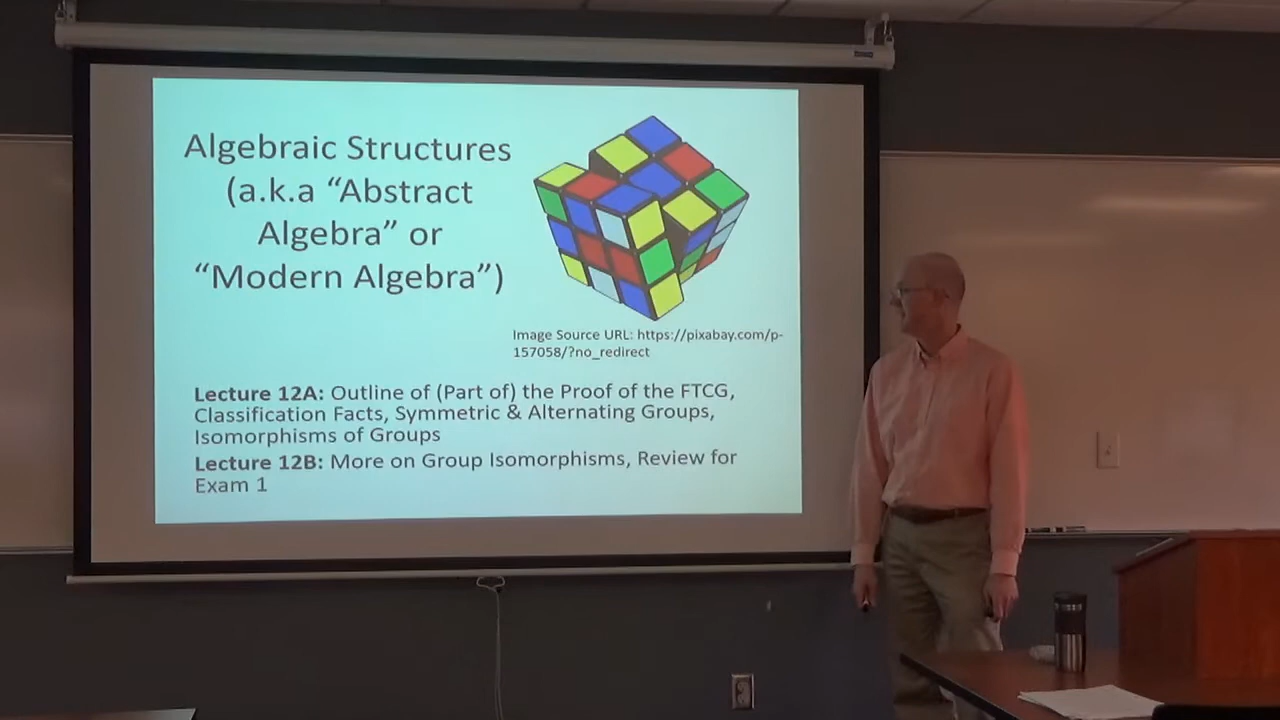 Algebraic Structures
(a.k.a “Abstract
Algebra” or
“Modern Algebra”)
Image Source URL: https://pixabay.com/p-
157058/?no_redirect
Lecture 12A: Outline of (Part of) the Proof of the FTCG,
Classification Facts, Symmetric & Alternating Groups,
Isomorphisms of Groups
Lecture 12B: More on Group Isomorphisms, Review for
Exam 1